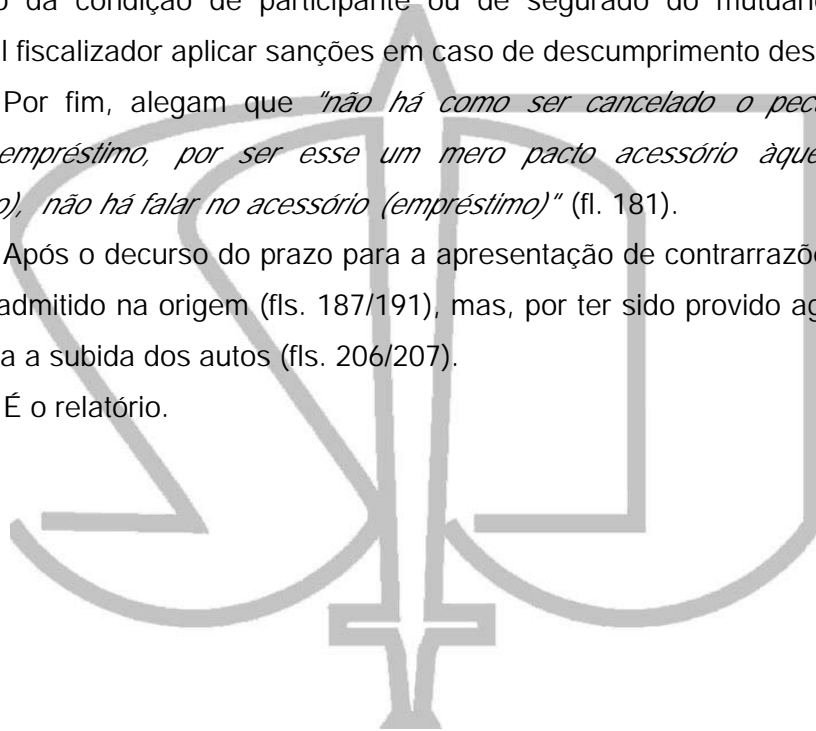 da condição de participante ou de segurado do mutuan
l fiscalizador aplicar sanções em caso de descumprimento des
Por fim, alegam que "não há como ser cancelado o pec
empréstimo, por ser esse um mero pacto acessório àque
o), não há falar no acessório (empréstimo)" (fl. 181).
Após o decurso do prazo para a apresentação de contrarrazõ
admitido na origem (fls. 187/191), mas, por ter sido provido ag
a a subida dos autos (fls. 206/207).
É o relatório.